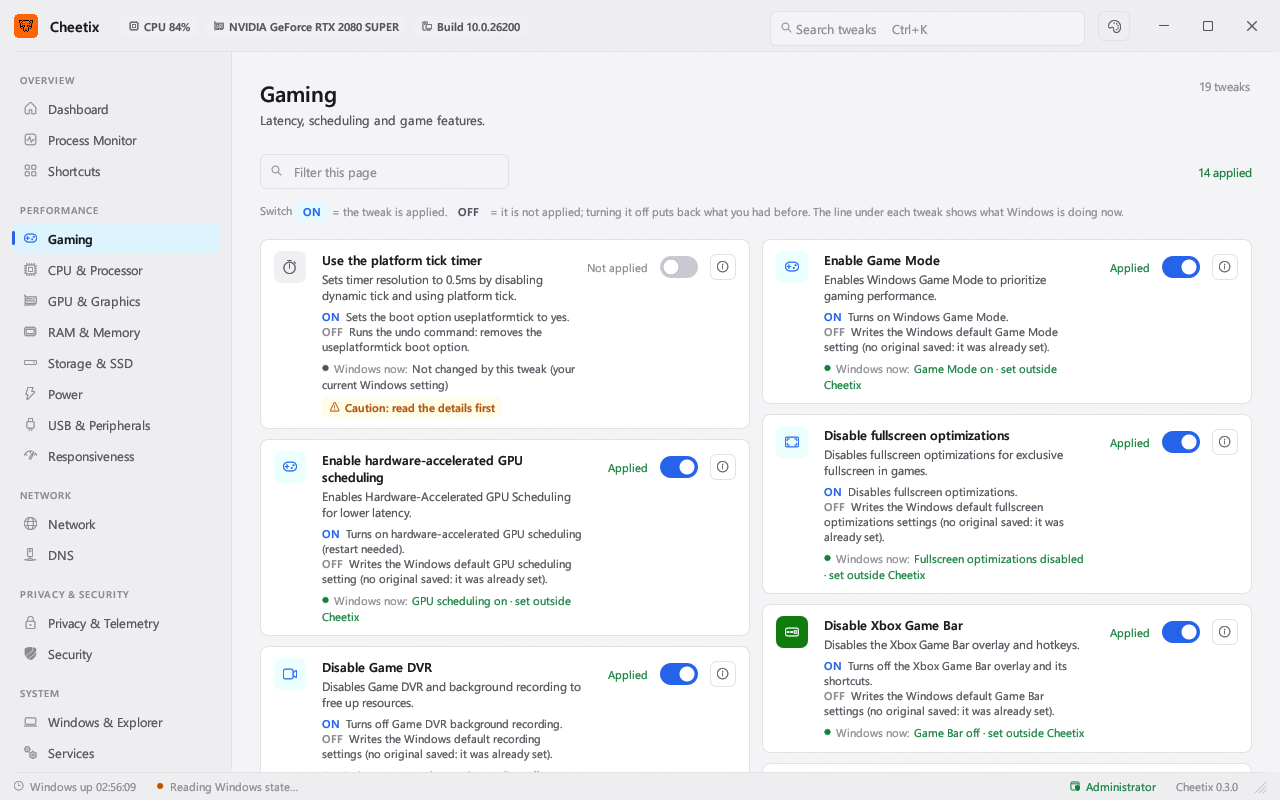 Cheetix
CPU 84%
NVIDIA GeForce RTX 2080 SUPER
Build 10.0.26200
Search tweaks Ctrl+K
OVERVIEW
Dashboard
Process Monitor
Shortcuts
PERFORMANCE
Gaming
CPU & Processor
GPU & Graphics
RAM & Memory
Storage & SSD
Power
USB & Peripherals
Responsiveness
NETWORK
Network
DNS
PRIVACY & SECURITY
Privacy & Telemetry
Security
SYSTEM
Windows & Explorer
Services
Gaming
19 tweaks
Latency, scheduling and game features.
Filter this page
14 applied
Switch ON = the tweak is applied. OFF = it is not applied; turning it off puts back what you had before. The line under each tweak shows what Windows is doing now.
Use the platform tick timer
Not applied
Sets timer resolution to 0.5ms by disabling
dynamic tick and using platform tick.
ON Sets the boot option useplatformtick to yes.
OFF Runs the undo command: removes the
useplatformtick boot option.
Windows now: Not changed by this tweak (your
current Windows setting)
Caution: read the details first
Enable hardware-accelerated GPU
scheduling
Applied
Enables Hardware-Accelerated GPU Scheduling
for lower latency.
ON Turns on hardware-accelerated GPU scheduling
(restart needed).
OFF Writes the Windows default GPU scheduling
setting (no original saved: it was already set).
Windows now: GPU scheduling on · set outside
Cheetix
Disable Game DVR
Applied
Disables Game DVR and background recording to
free up resources.
ON Turns off Game DVR background recording.
OFF Writes the Windows default recording
settings (no original saved: it was already set).
Enable Game Mode
Applied
Enables Windows Game Mode to prioritize
gaming performance.
ON Turns on Windows Game Mode.
OFF Writes the Windows default Game Mode
setting (no original saved: it was already set).
Windows now: Game Mode on · set outside
Cheetix
Disable fullscreen optimizations
Applied
Disables fullscreen optimizations for exclusive
fullscreen in games.
ON Disables fullscreen optimizations.
OFF Writes the Windows default fullscreen
optimizations settings (no original saved: it was
already set).
Windows now: Fullscreen optimizations disabled
· set outside Cheetix
Disable Xbox Game Bar
Applied
Disables the Xbox Game Bar overlay and hotkeys.
ON Turns off the Xbox Game Bar overlay and its
shortcuts.
OFF Writes the Windows default Game Bar
settings (no original saved: it was already set).
Windows now: Game Bar off · set outside Cheetix
Windows up 02:56:09
Reading Windows state...
Administrator
Cheetix 0.3.0